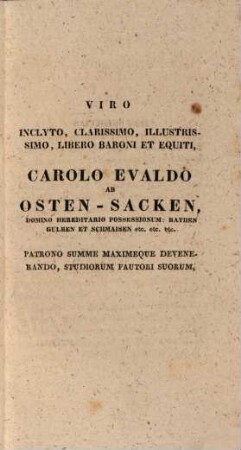 VIRO
INCLYTO, CLARISSIMO, ILLUSTRIS-
SIMO, LIBERO BARONI ET EQUITI,
CAROLO EVALDO
AB
OSTEN-SACKEN,
DOMINO HEREDITARIO POSSESSIONUM: BATHEN
GULBEN ET SCHMAISEN etc. etc. etc.
PATRONO SUMME MAXIMEQUE DEVENE-
RANDO, STUDIORUM FAUTORI SUORUM,